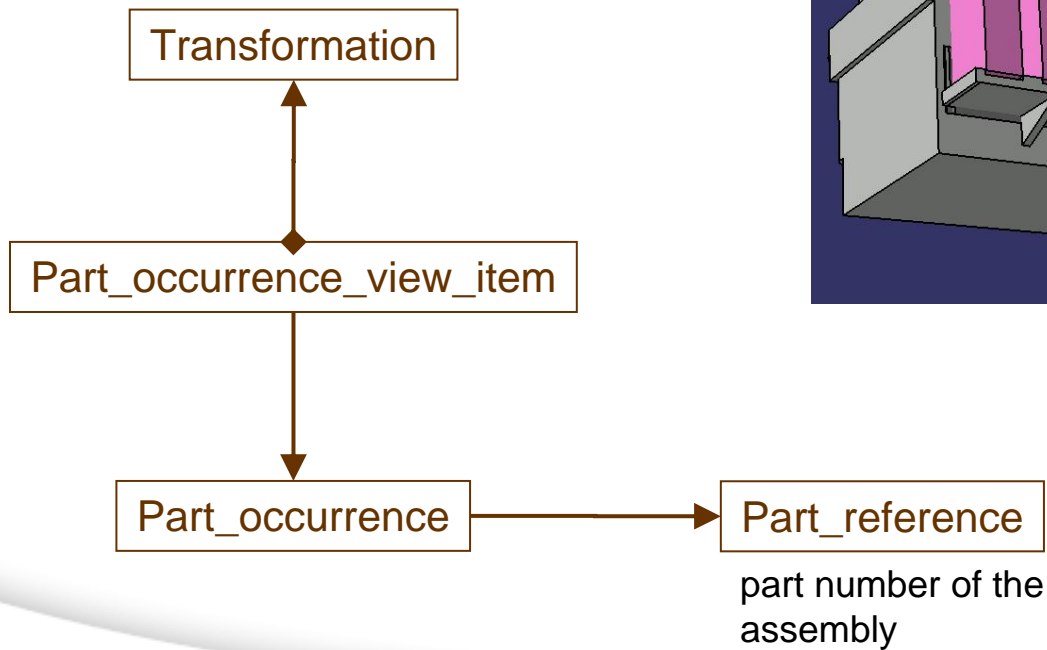 Transformation
Part_occurrence_view_item
Part_occurrence
Part_reference
part number of the
assembly